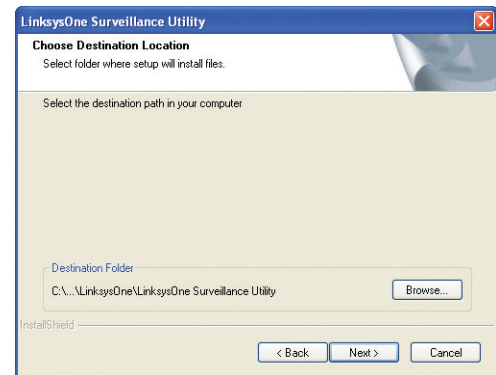 LinksysOne Surveillance Utility
Choose Destination Location
Select folder where setup will install files.
Select the destination path in your computer
Destination Folder
C:\...\LinksysOne\LinksysOne Surveillance Utility
Browse...
InstallShield
< Back
Next >
Cancel